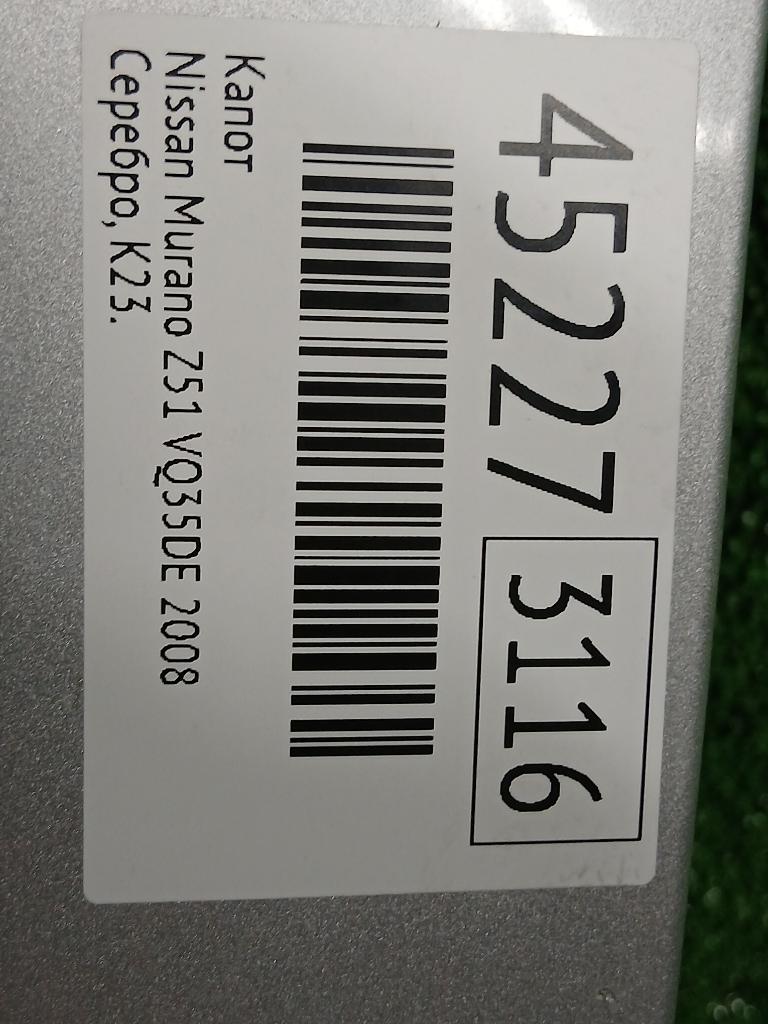 45227 3116
Капот
Nissan Murano Z51 VQ35DE 2008
Серебро, K23.